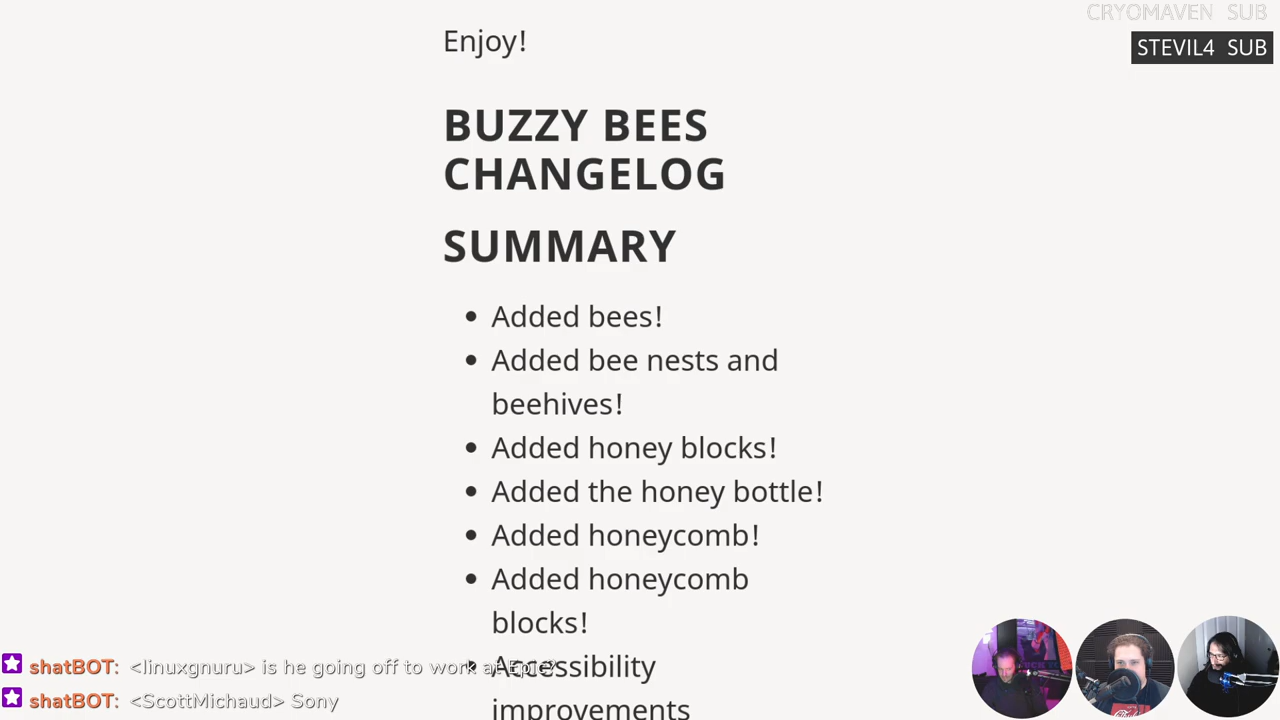 CRYOMAVEN SUB
STEVIL4 SUB
Enjoy!
BUZZY BEES
CHANGELOG
SUMMARY
• Added bees!
• Added bee nests and
beehives!
• Added honey blocks!
• Added the honey bottle!
• Added honeycomb!
• Added honeycomb
blocks!
• Accessibility
improvements
shatBOT: <linuxgnuru> is he going off to work at Epic?
shatBOT: <ScottMichaud> Sony